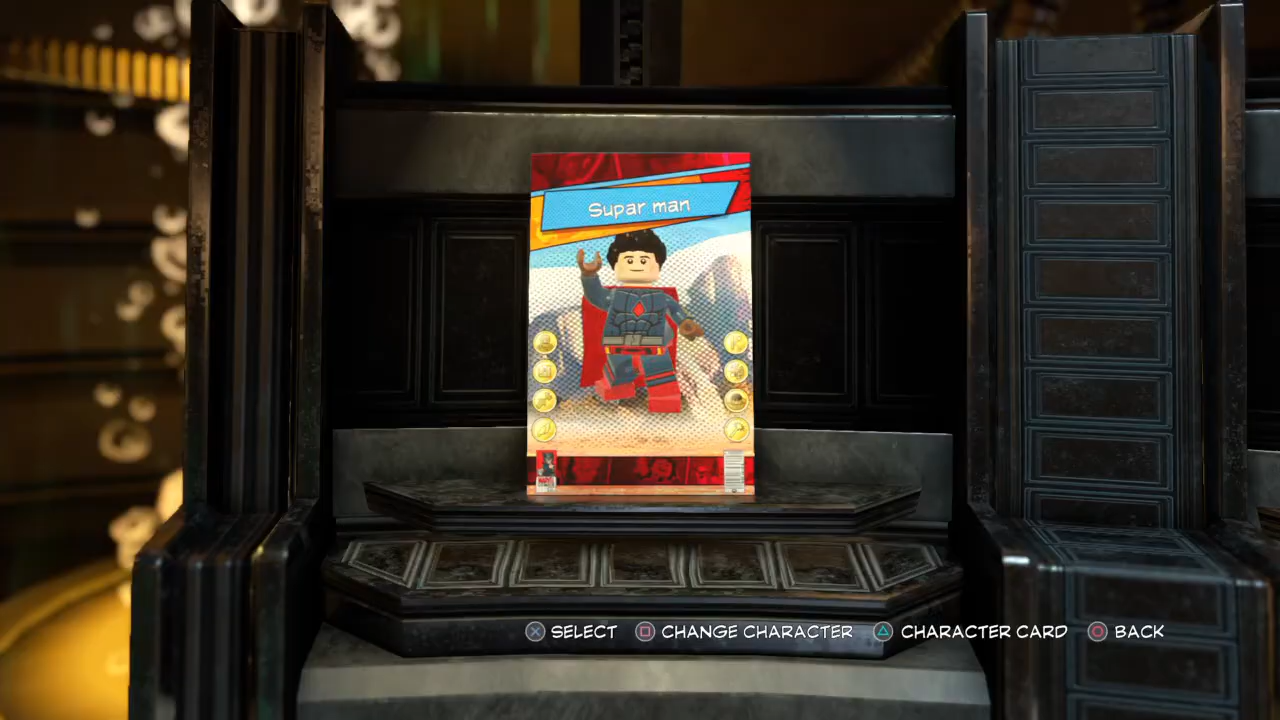 Supar man
SELECT
CHANGE CHARACTER
CHARACTER CARD
BACK